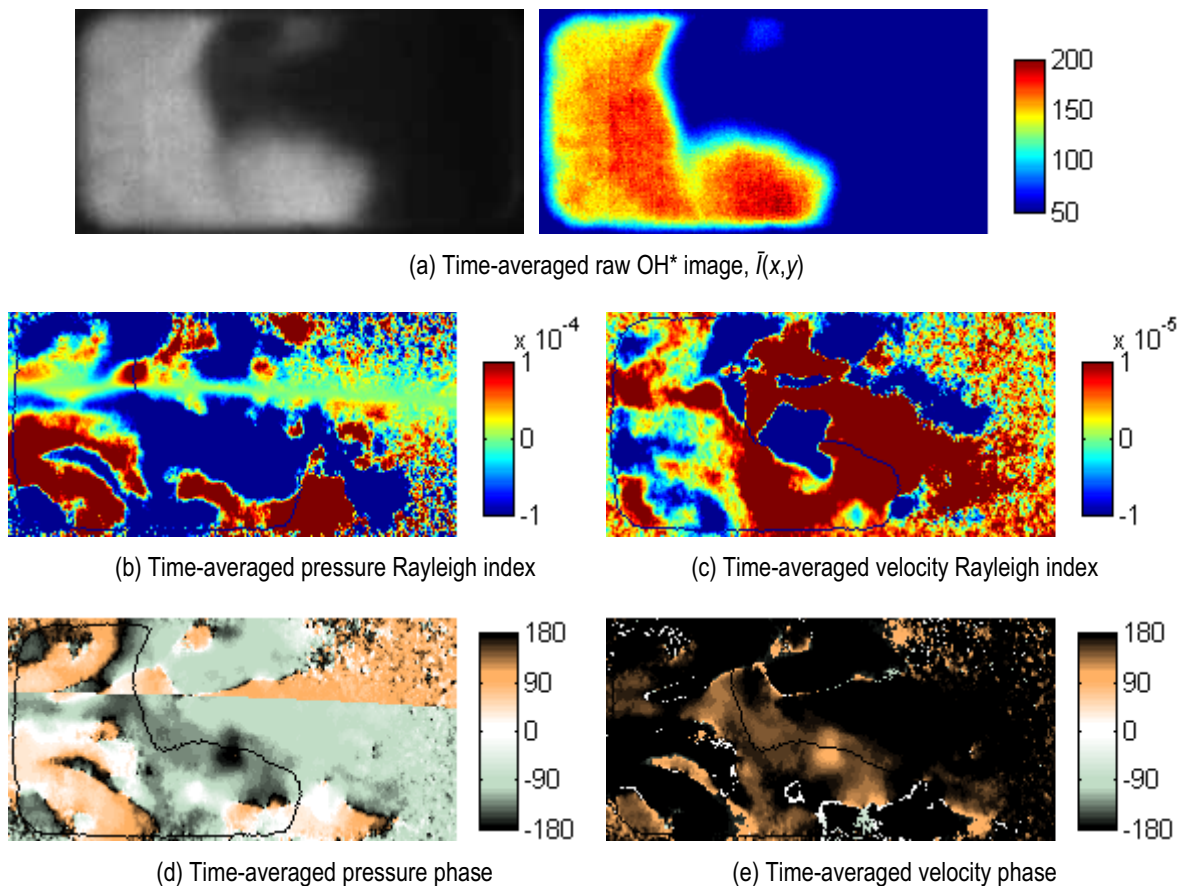 200
150
100
50
(a) Time-averaged raw OH* image, Ī(x,y)
x 10⁻⁴
1
0
-1
x 10⁻⁵
1
0
-1
(b) Time-averaged pressure Rayleigh index
(c) Time-averaged velocity Rayleigh index
180
90
0
-90
-180
180
90
0
-90
-180
(d) Time-averaged pressure phase
(e) Time-averaged velocity phase